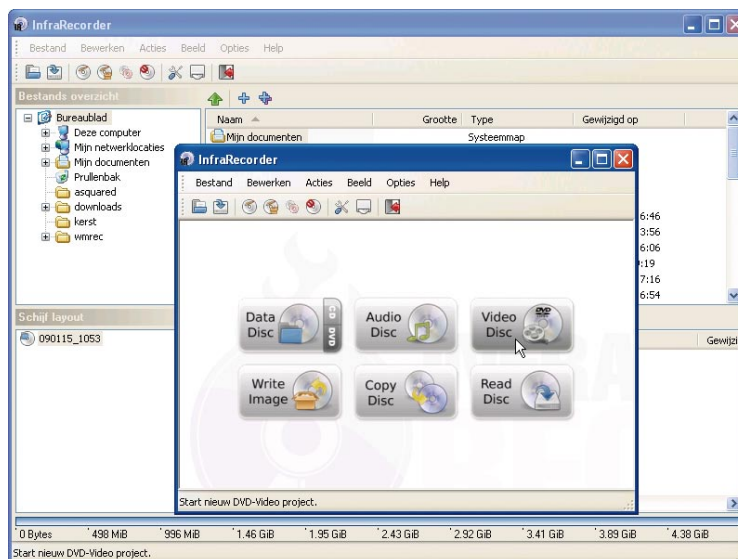 InfraRecorder
Bestand Bewerken Acties Beeld Opties Help
Bestands overzicht
Bureaublad
Deze computer
Mijn netwerklocaties
Mijn documenten
Prullenbak
asquared
downloads
kerst
wmrec
Naam Grootte Type Gewijzigd op
Mijn documenten Systeemmap
6:46
3:56
6:06
:19
7:16
6:54
Schijf layout
090115_1053
Gewijzi
InfraRecorder
Bestand Bewerken Acties Beeld Opties Help
Data Disc
CD DVD
Audio Disc
Video Disc
DVD
Write Image
Copy Disc
Read Disc
Start nieuw DVD-Video project.
0 Bytes 498 MiB 996 MiB 1.46 GiB 1.95 GiB 2.43 GiB 2.92 GiB 3.41 GiB 3.89 GiB 4.38 GiB
Start nieuw DVD-Video project.